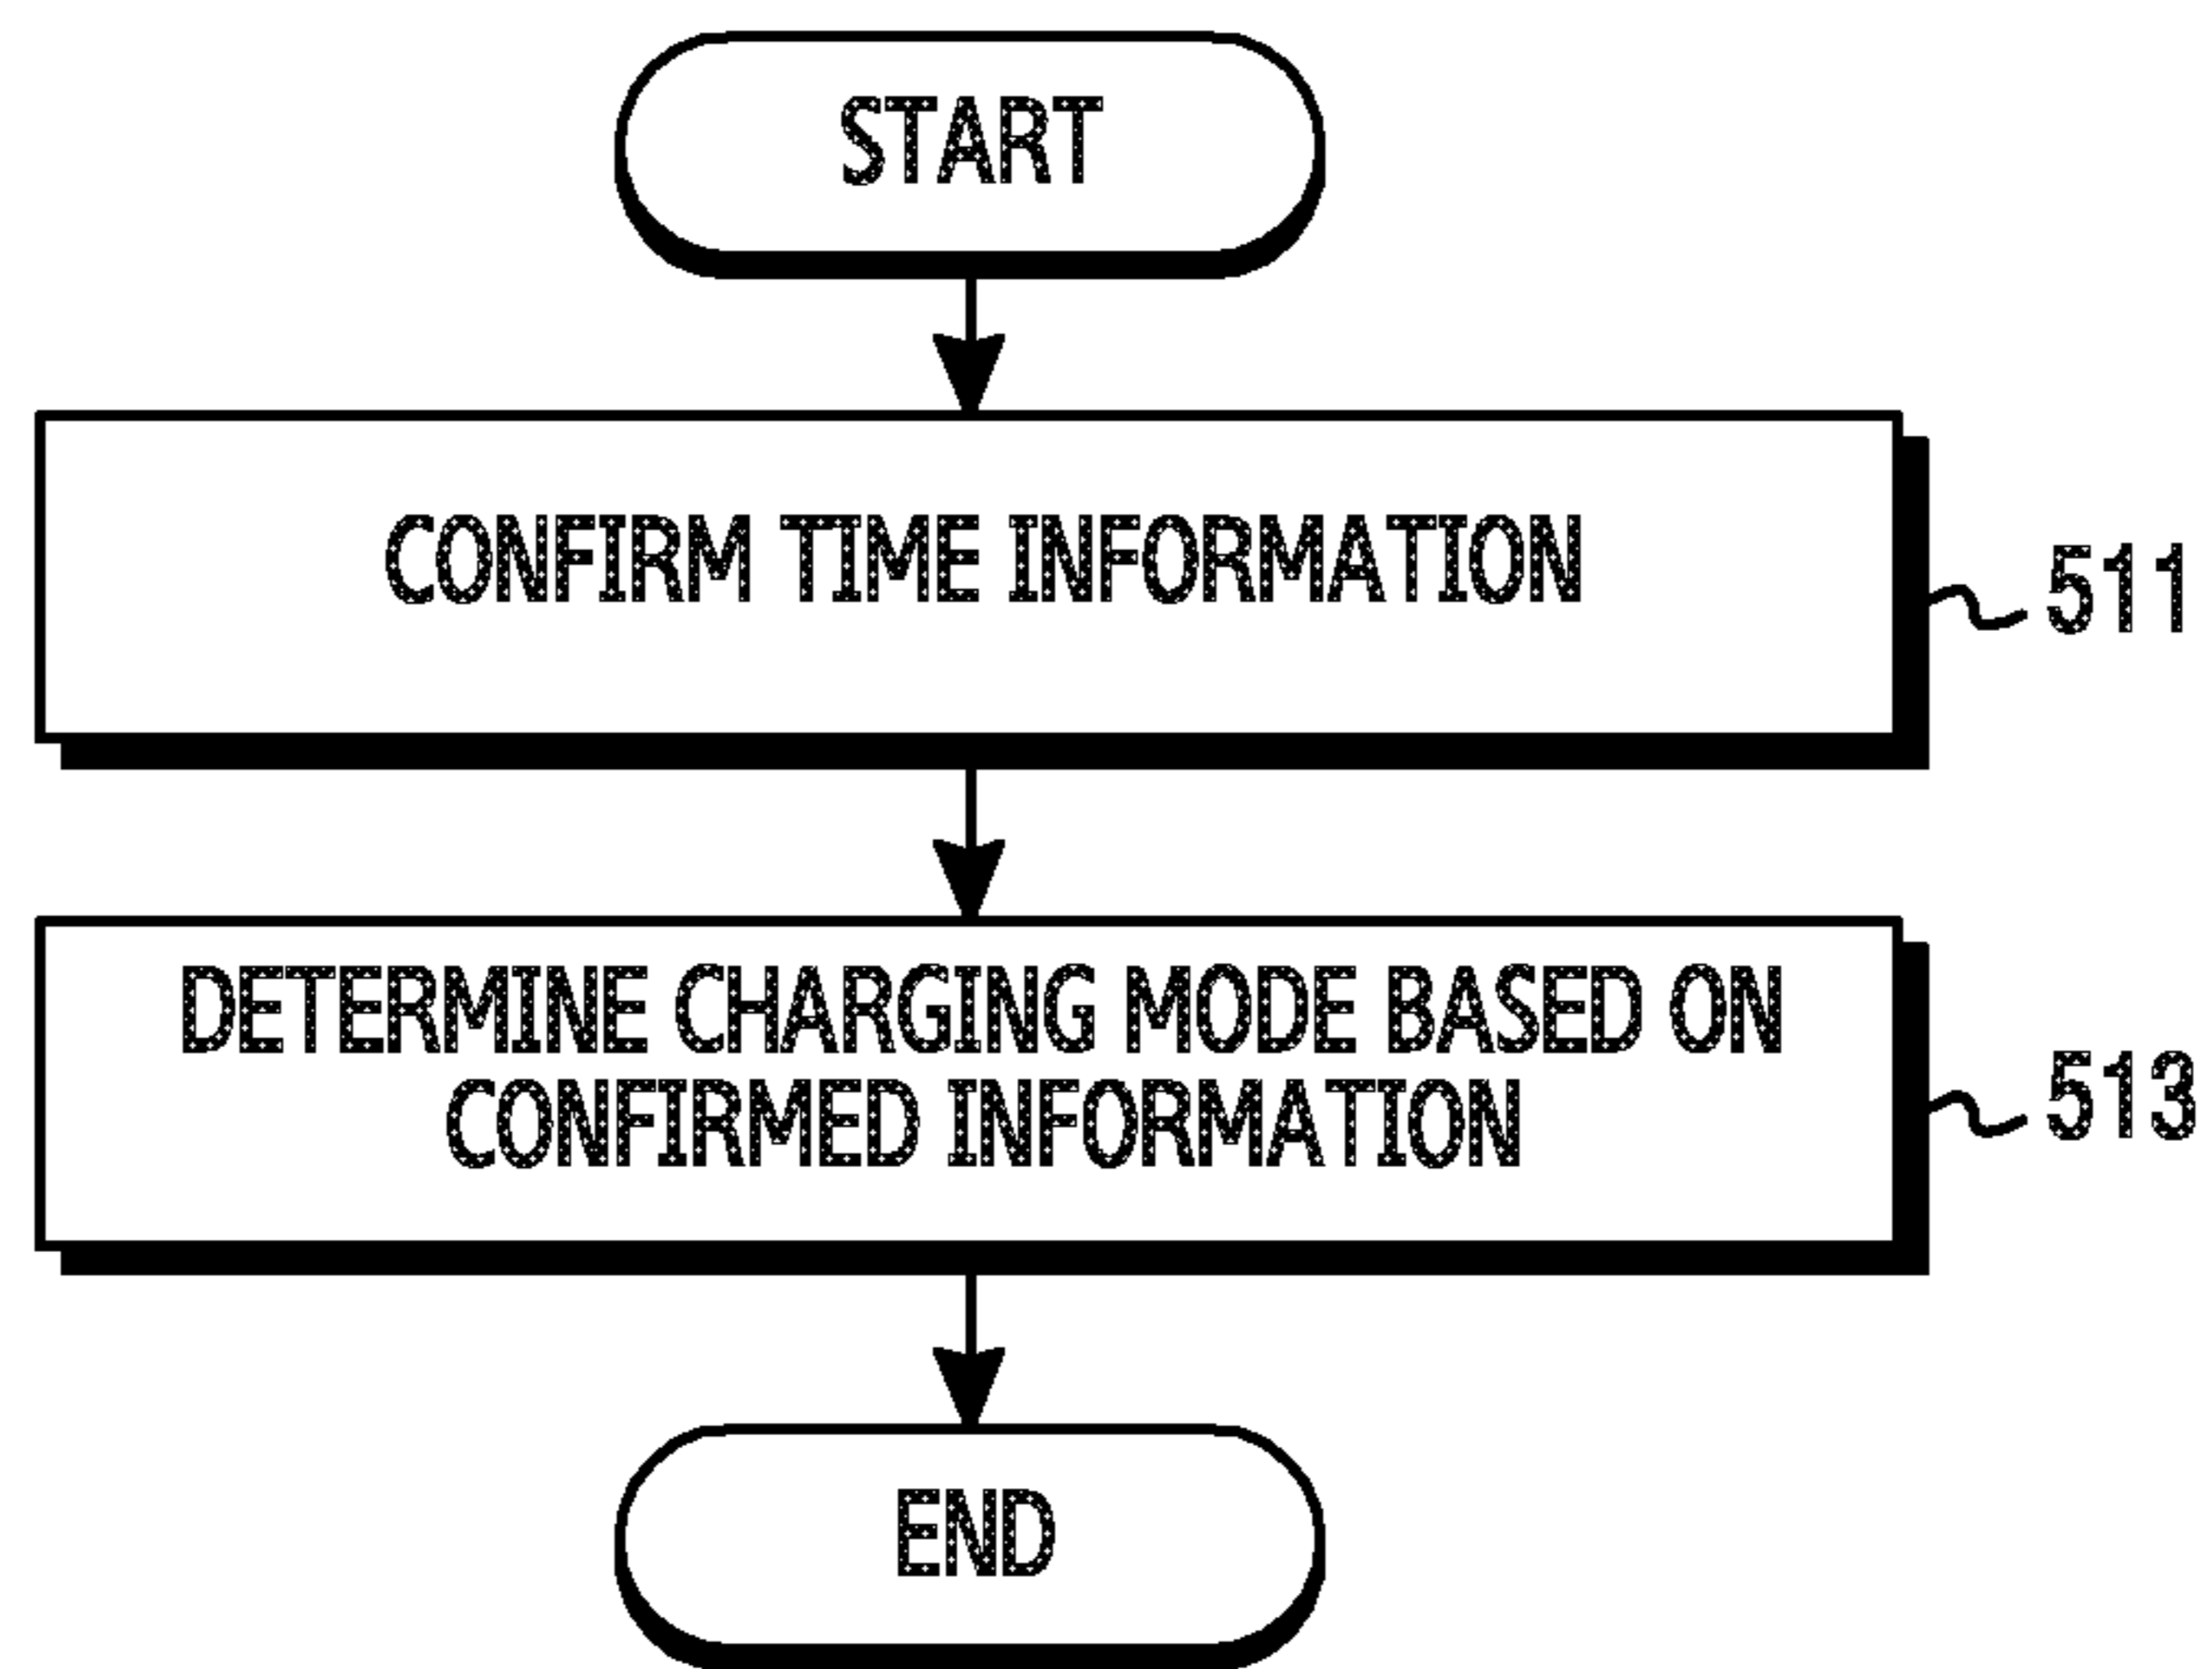 START
CONFIRM TIME INFORMATION
511
DETERMINE CHARGING MODE BASED ON
CONFIRMED INFORMATION
513
END